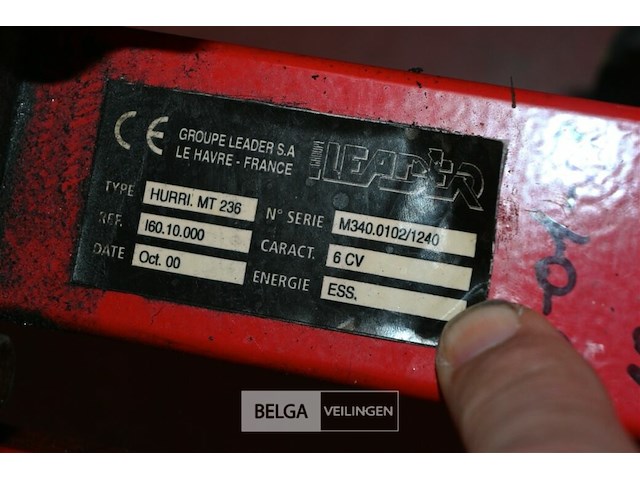 CE
GROUPE LEADER S.A
LE HAVRE - FRANCE
GROUPE LEADER
TYPE HURRI. MT 236
N° SERIE M340.0102/1240
REF. I60.10.000
CARACT. 6 CV
DATE Oct. 00
ENERGIE ESS.
BELGA VEILINGEN